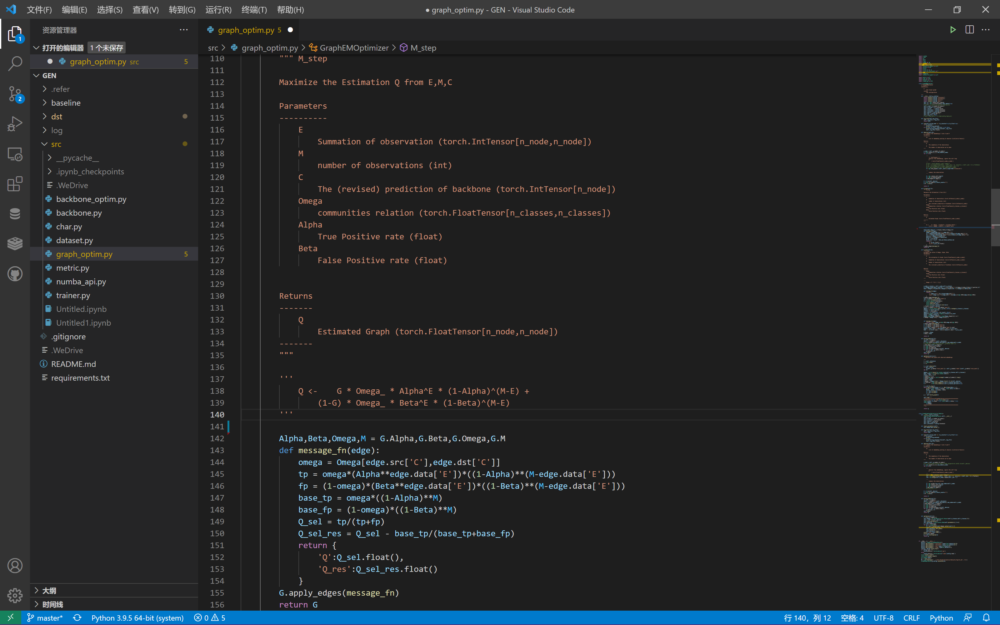 文件(F) 编辑(E) 选择(S) 查看(V) 转到(G) 运行(R) 终端(T) 帮助(H)
● graph_optim.py - GEN - Visual Studio Code
资源管理器
打开的编辑器 1 个未保存
graph_optim.py src 5
GEN
.refer
baseline
dst
log
src
__pycache__
.ipynb_checkpoints
.WeDrive
backbone_optim.py
backbone.py
char.py
dataset.py
graph_optim.py 5
metric.py
numba_api.py
trainer.py
Untitled.ipynb
Untitled1.ipynb
.gitignore
.WeDrive
README.md
requirements.txt
大纲
时间线
1
2
graph_optim.py 5
src > graph_optim.py > GraphEMOptimizer > M_step
110 """ M_step
111
112 Maximize the Estimation Q from E,M,C
113
114 Parameters
115 ----------
116 E
117 Summation of observation (torch.IntTensor[n_node,n_node])
118 M
119 number of observations (int)
120 C
121 The (revised) prediction of backbone (torch.IntTensor[n_node])
122 Omega
123 communities relation (torch.FloatTensor[n_classes,n_classes])
124 Alpha
125 True Positive rate (float)
126 Beta
127 False Positive rate (float)
128
129
130 Returns
131 -------
132 Q
133 Estimated Graph (torch.FloatTensor[n_node,n_node])
134 -------
135 """
136
137 '''
138 Q <-    G * Omega_ * Alpha^E * (1-Alpha)^(M-E) +
139 (1-G) * Omega_ * Beta^E * (1-Beta)^(M-E)
140 '''
141
142 Alpha,Beta,Omega,M = G.Alpha,G.Beta,G.Omega,G.M
143 def message_fn(edge):
144 omega = Omega[edge.src['C'],edge.dst['C']]
145 tp = omega*(Alpha**edge.data['E'])*((1-Alpha)**(M-edge.data['E']))
146 fp = (1-omega)*(Beta**edge.data['E'])*((1-Beta)**(M-edge.data['E']))
147 base_tp = omega*((1-Alpha)**M)
148 base_fp = (1-omega)*((1-Beta)**M)
149 Q_sel = tp/(tp+fp)
150 Q_sel_res = Q_sel - base_tp/(base_tp+base_fp)
151 return {
152 'Q':Q_sel.float(),
153 'Q_res':Q_sel_res.float()
154 }
155 G.apply_edges(message_fn)
156 return G
master* Python 3.9.5 64-bit (system) 0 5 行 140，列 12 空格: 4 UTF-8 CRLF Python